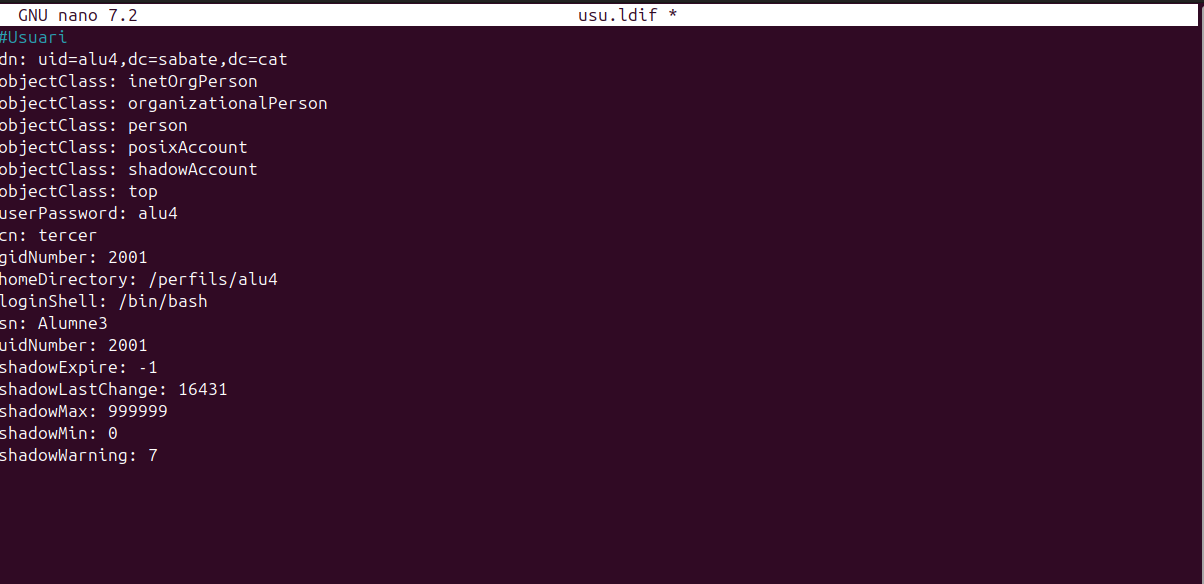 GNU nano 7.2 usu.ldif *
#Usuari
dn: uid=alu4,dc=sabate,dc=cat
objectClass: inetOrgPerson
objectClass: organizationalPerson
objectClass: person
objectClass: posixAccount
objectClass: shadowAccount
objectClass: top
userPassword: alu4
cn: tercer
gidNumber: 2001
homeDirectory: /perfils/alu4
loginShell: /bin/bash
sn: Alumne3
uidNumber: 2001
shadowExpire: -1
shadowLastChange: 16431
shadowMax: 999999
shadowMin: 0
shadowWarning: 7